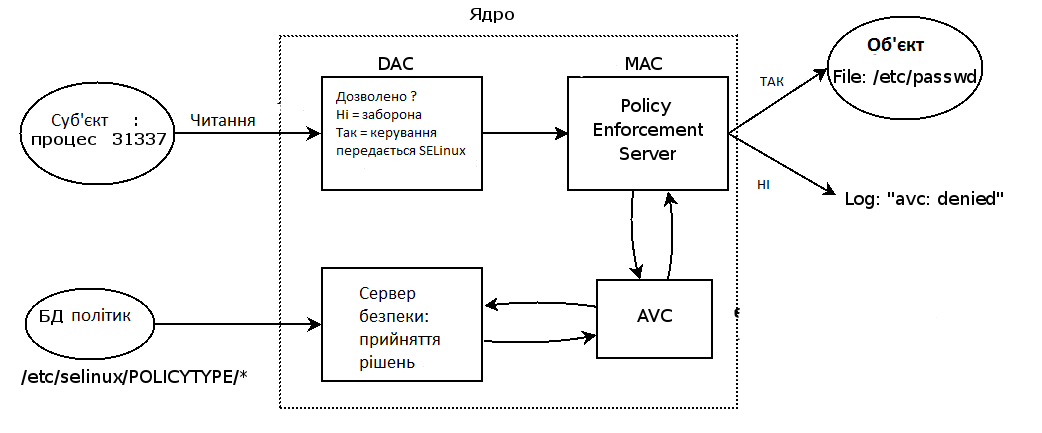 Ядро
DAC
MAC
Об'єкт
File: /etc/passwd
Суб'єкт :
процес 31337
Читання
Дозволено ?
Ні = заборона
Так = керування
передається SELinux
Policy
Enforcement
Server
ТАК
НІ
Log: "avc: denied"
БД політик
/etc/selinux/POLICYTYPE/*
Сервер
безпеки:
прийняття
рішень
AVC